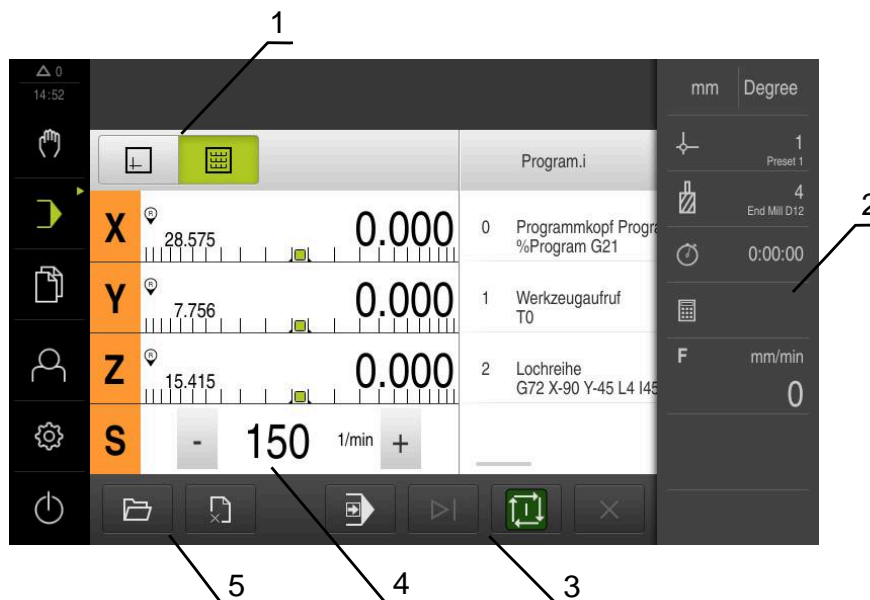 1
0
14:52
mm Degree
1
Preset 1
4
End Mill D12
2
0:00:00
F mm/min
0
Program.i
X R 28.575 0.000
Y R 7.756 0.000
Z R 15.415 0.000
S - 150 1/min +
0 Programmkopf Progra
%Program G21
1 Werkzeugaufruf
T0
2 Lochreihe
G72 X-90 Y-45 L4 I45
5 4 3